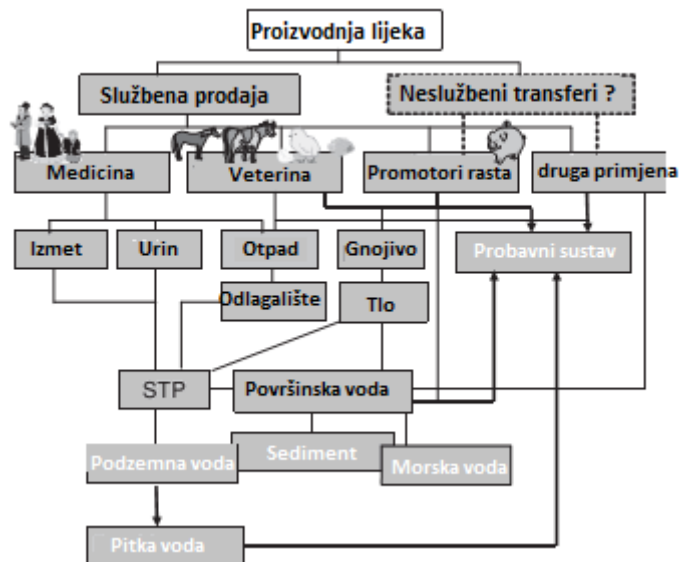 Proizvodnja lijeka
Službena prodaja
Neslužbeni transferi ?
Medicina
Veterina
Promotori rasta
druga primjena
Izmet
Urin
Otpad
Gnojivo
Probavni sustav
Odlagalište
Tlo
STP
Površinska voda
Podzemna voda
Sediment
Morska voda
Pitka voda